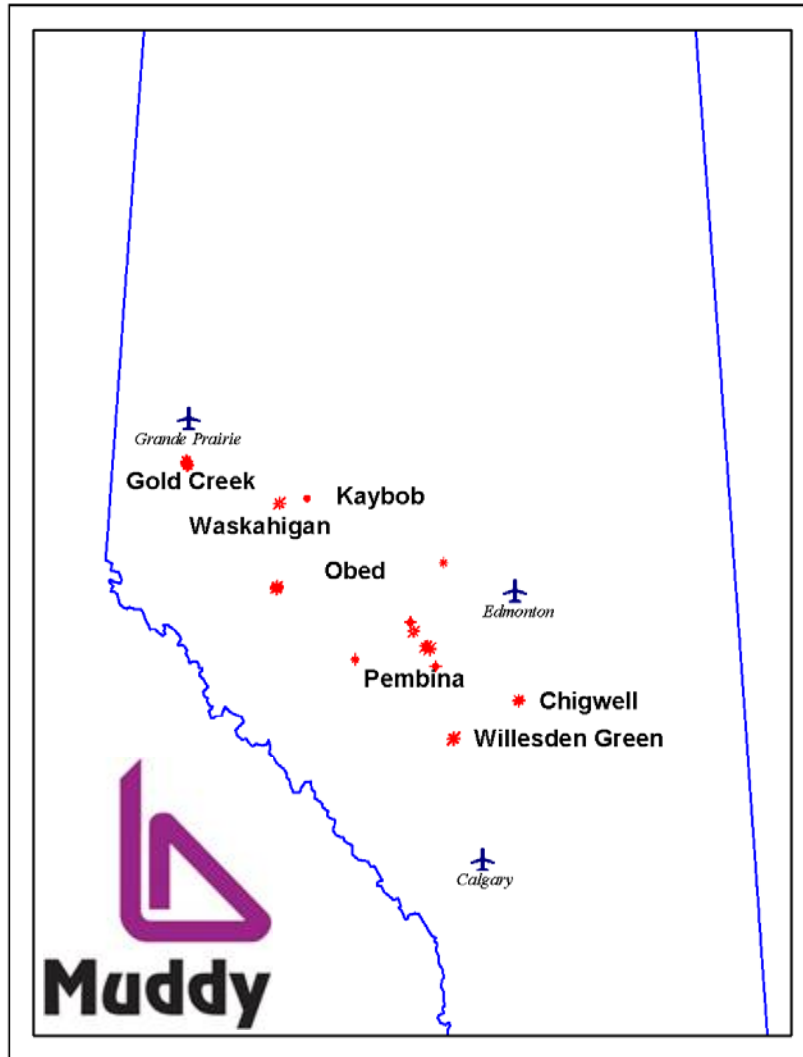 Grande Prairie
Gold Creek
Kaybob
Waskahigan
Obed
Edmonton
Pembina
Chigwell
Willesden Green
Calgary
Muddy